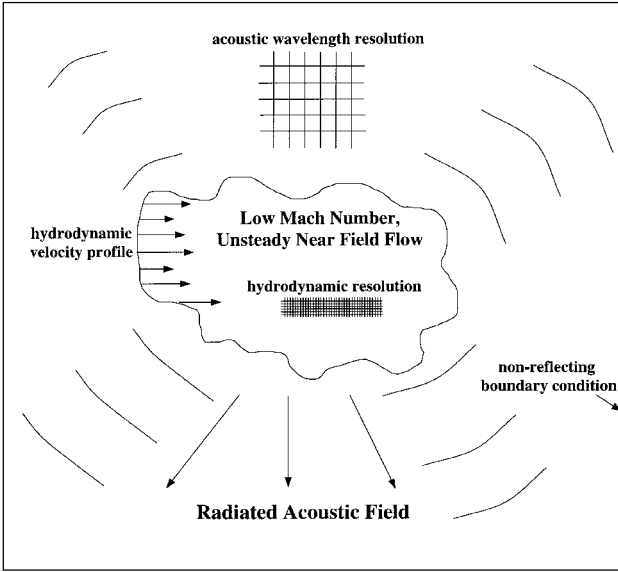 acoustic wavelength resolution
Low Mach Number,
Unsteady Near Field Flow
hydrodynamic
velocity profile
hydrodynamic resolution
non-reflecting
boundary condition
Radiated Acoustic Field